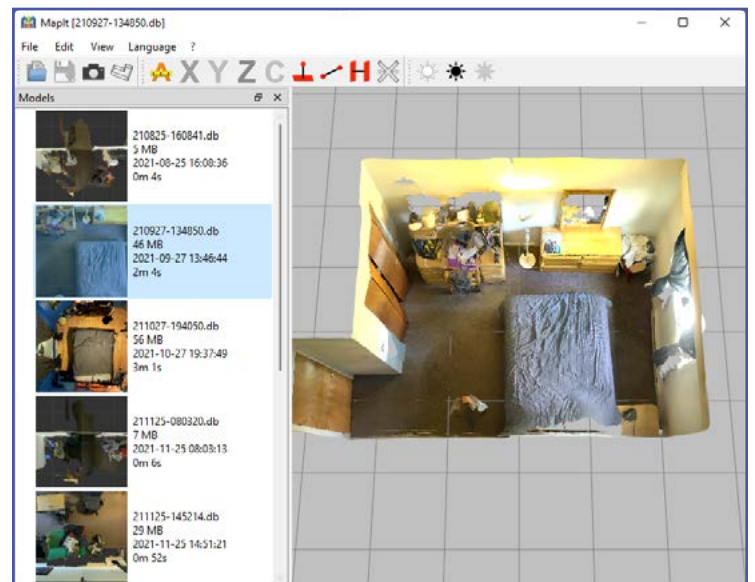 MapIt [210927-134850.db]
File Edit View Language ?
X Y Z C H
Models
210825-160841.db
5 MB
2021-08-25 16:08:36
0m 4s
210927-134850.db
46 MB
2021-09-27 13:46:44
2m 4s
211027-194050.db
56 MB
2021-10-27 19:37:49
3m 1s
211125-080320.db
7 MB
2021-11-25 08:03:13
0m 6s
211125-145214.db
29 MB
2021-11-25 14:51:21
0m 52s